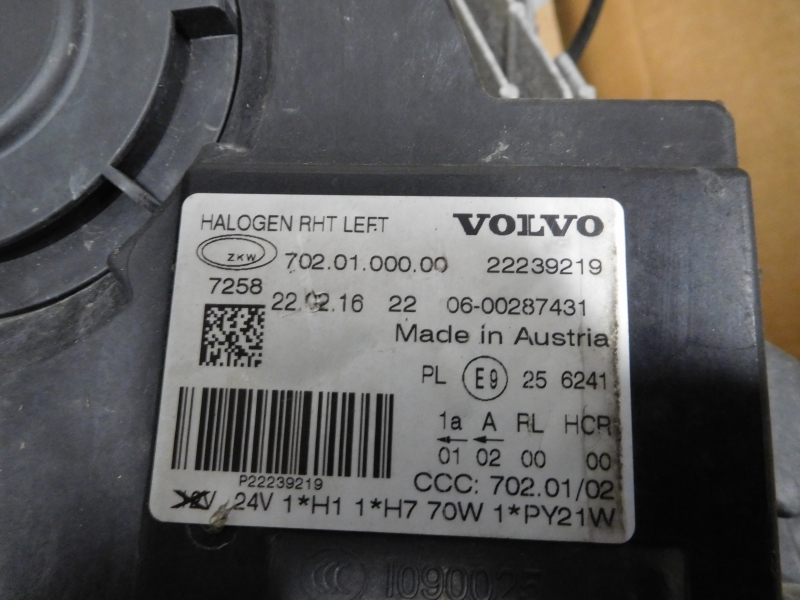 HALOGEN RHT LEFT VOLVO
ZKW 702.01.000.00 22239219
7258 22.02.16 22 06-00287431
Made in Austria
PL E9 25 6241
1a A RL HCR
01 02 00 00
P22239219 CCC: 702.01/02
24V 1*H1 1*H7 70W 1*PY21W
CCC